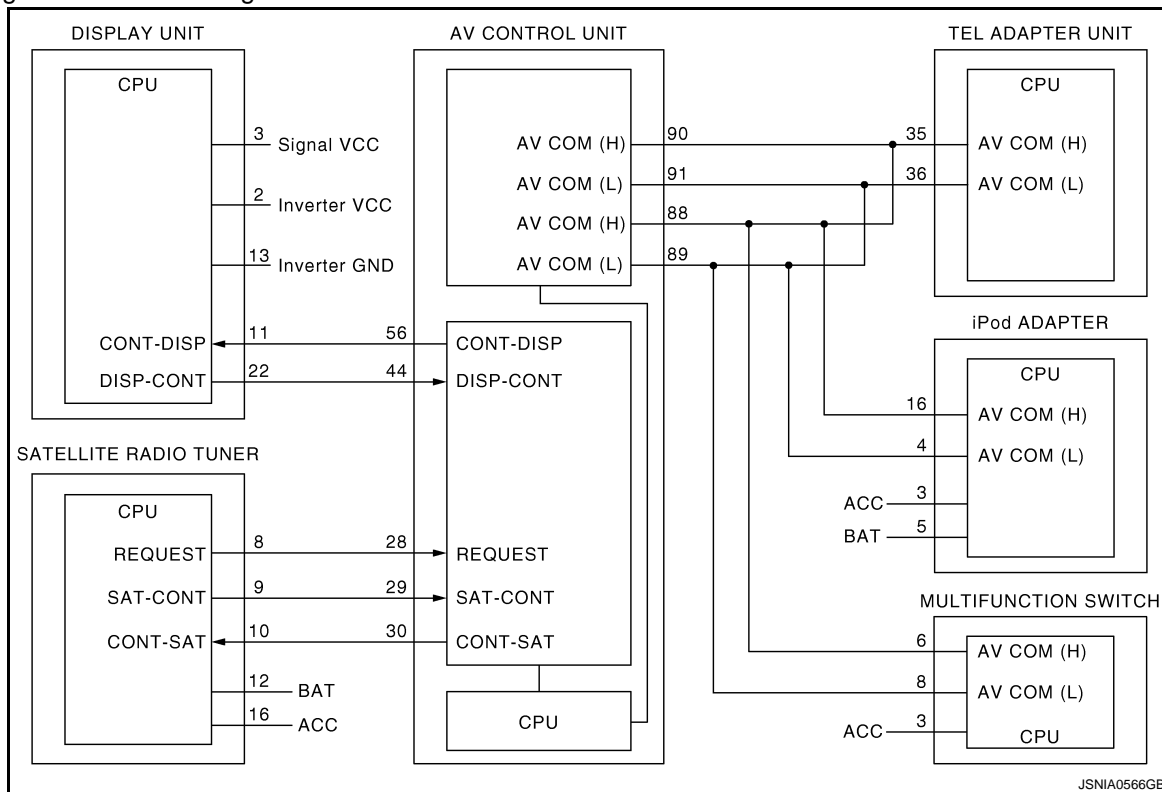 DISPLAY UNIT
CPU
3 Signal VCC
2 Inverter VCC
13 Inverter GND
CONT-DISP 11
DISP-CONT 22
SATELLITE RADIO TUNER
CPU
REQUEST 8
SAT-CONT 9
CONT-SAT 10
12 BAT
16 ACC
AV CONTROL UNIT
AV COM (H) 90
AV COM (L) 91
AV COM (H) 88
AV COM (L) 89
56 CONT-DISP
44 DISP-CONT
28 REQUEST
29 SAT-CONT
30 CONT-SAT
CPU
TEL ADAPTER UNIT
CPU
35 AV COM (H)
36 AV COM (L)
iPod ADAPTER
CPU
16 AV COM (H)
4 AV COM (L)
ACC 3
BAT 5
MULTIFUNCTION SWITCH
6 AV COM (H)
8 AV COM (L)
ACC 3
CPU
JSNIA0566GB